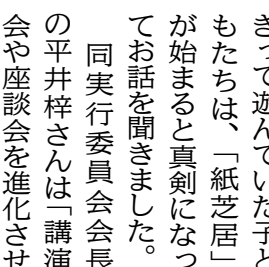 きって遊んでいた子ど
もたちは、「紙芝居」
が始まると真剣になっ
てお話を聞きました。
同実行委員会会長
の平井梓さんは「講演
会や座談会を進化させ